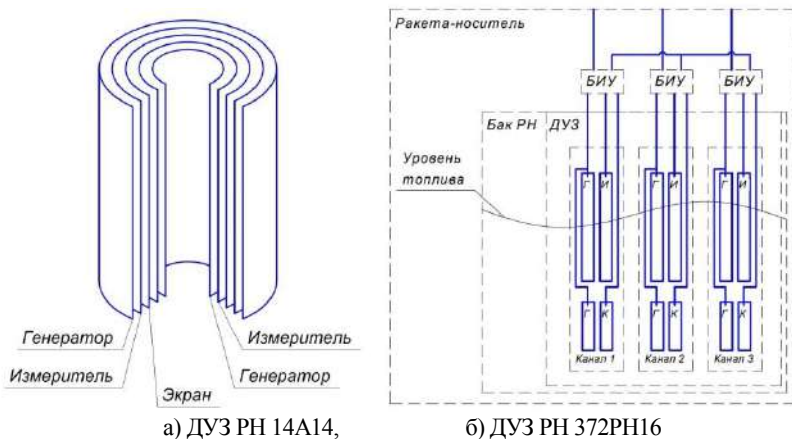 Генератор
Измеритель
Экран
Генератор
Измеритель
Ракета-носитель
БИУ
БИУ
БИУ
Бак РН
ДУЗ
Уровень
топлива
Г
И
Г
И
Г
И
Г
К
Г
К
Г
К
Канал 1
Канал 2
Канал 3
а) ДУЗ РН 14А14,
б) ДУЗ РН 372РН16